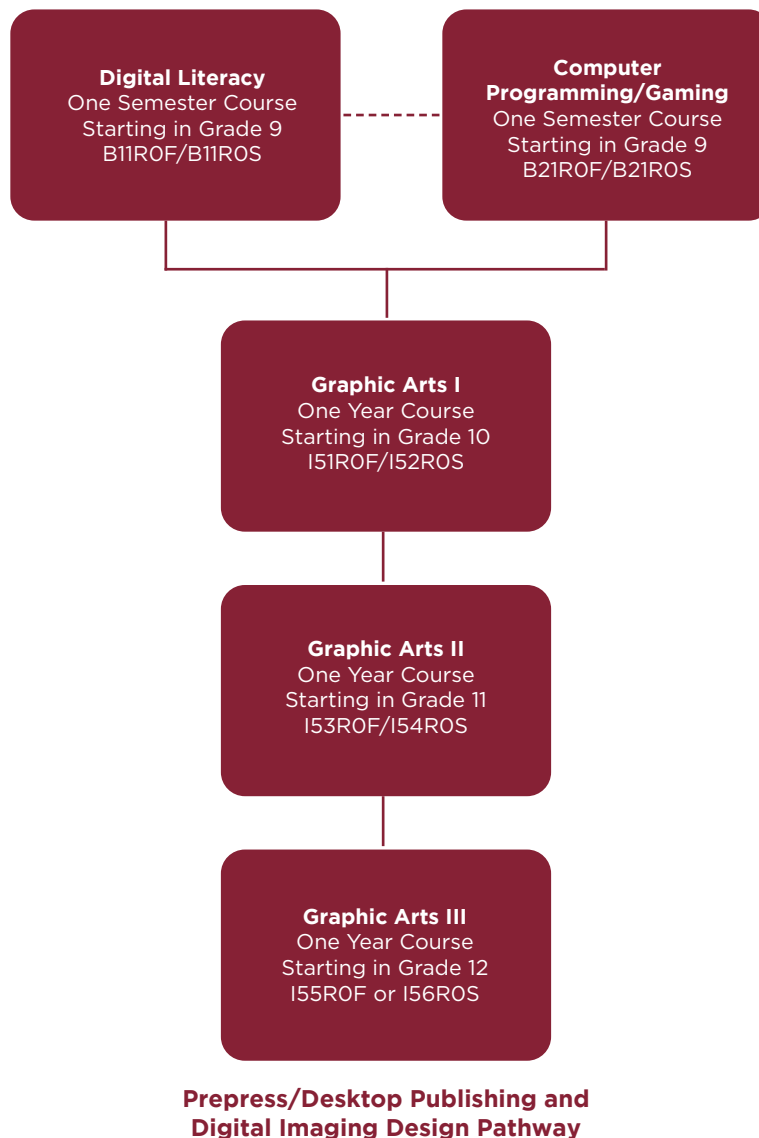 Digital Literacy
One Semester Course
Starting in Grade 9
B11R0F/B11R0S
Computer
Programming/Gaming
One Semester Course
Starting in Grade 9
B21R0F/B21R0S
Graphic Arts I
One Year Course
Starting in Grade 10
I51R0F/I52R0S
Graphic Arts II
One Year Course
Starting in Grade 11
I53R0F/I54R0S
Graphic Arts III
One Year Course
Starting in Grade 12
I55R0F or I56R0S
Prepress/Desktop Publishing and
Digital Imaging Design Pathway